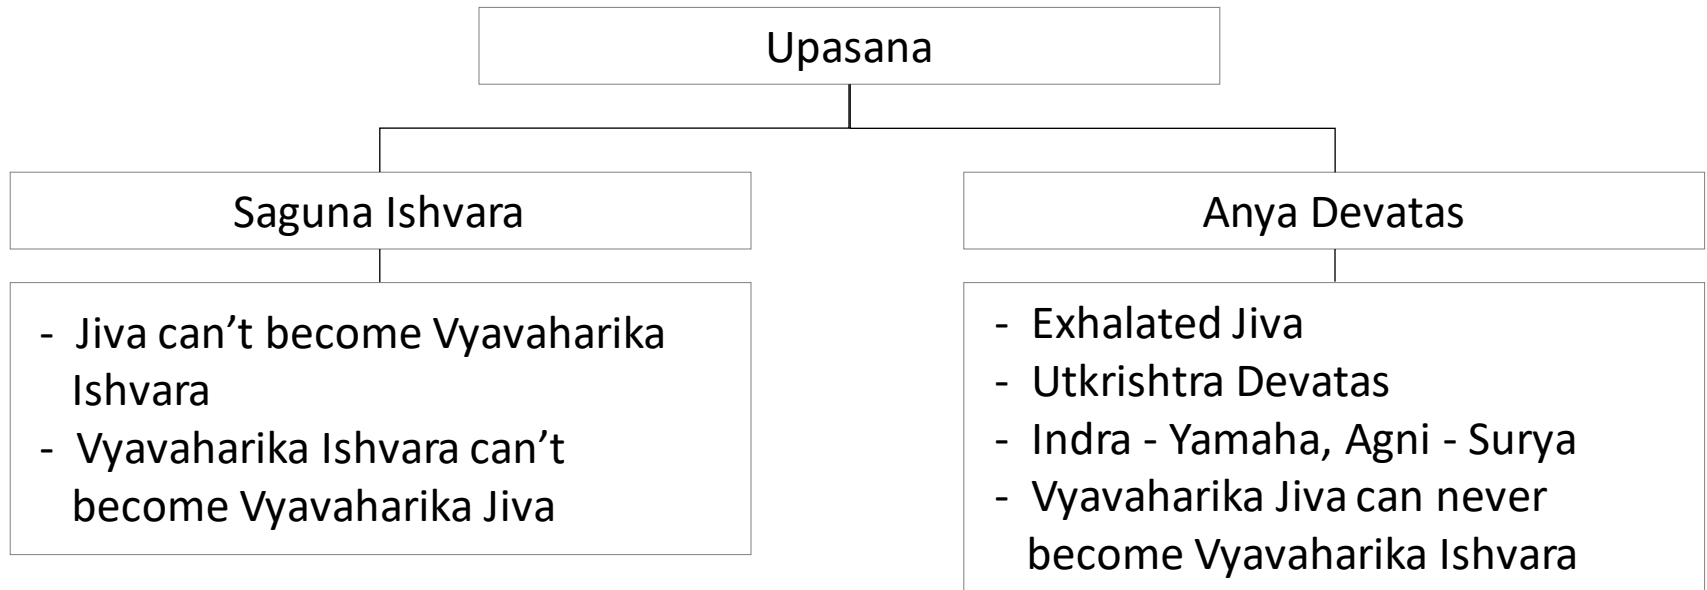 Upasana
Saguna Ishvara
Anya Devatas
- Jiva can’t become Vyavaharika
Ishvara
- Vyavaharika Ishvara can’t
become Vyavaharika Jiva
- Exhalated Jiva
- Utkrishtra Devatas
- Indra - Yamaha, Agni - Surya
- Vyavaharika Jiva can never
become Vyavaharika Ishvara